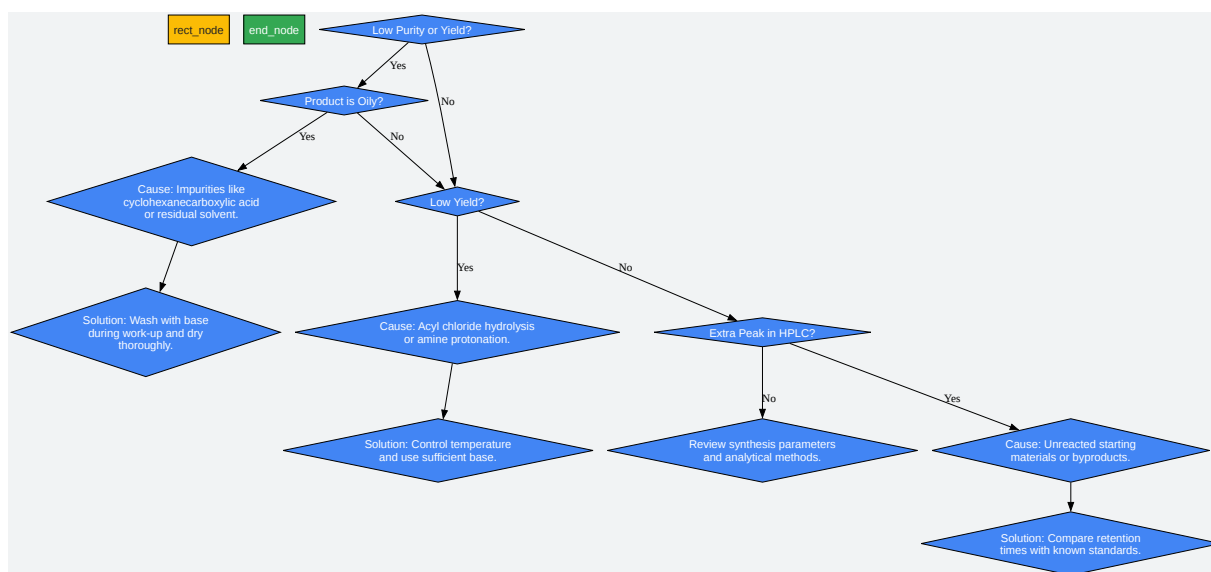 rect_node
end_node
Low Purity or Yield?
Yes
No
Product is Oily?
Yes
No
Cause: Impurities like
cyclohexanecarboxylic acid
or residual solvent.
Low Yield?
Yes
No
Solution: Wash with base
during work-up and dry
thoroughly.
Cause: Acyl chloride hydrolysis
or amine protonation.
Extra Peak in HPLC?
No
Yes
Solution: Control temperature
and use sufficient base.
Review synthesis parameters
and analytical methods.
Cause: Unreacted starting
materials or byproducts.
Solution: Compare retention
times with known standards.